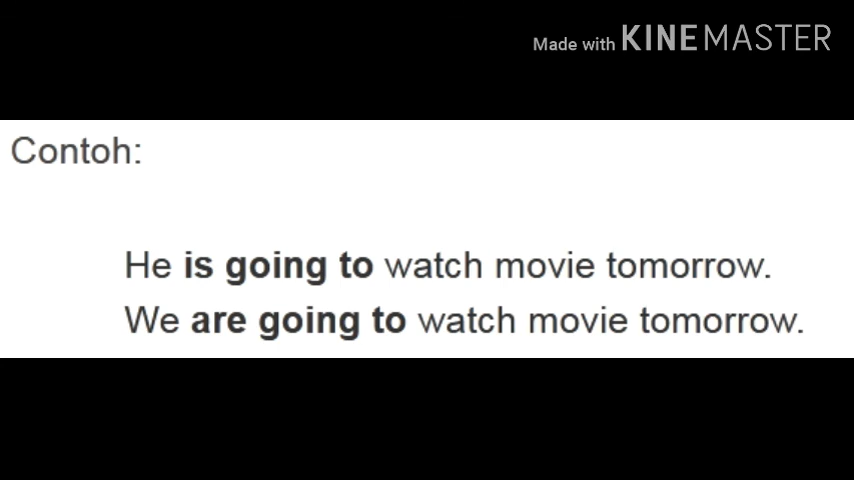 Made with KINEMASTER
Contoh:
He is going to watch movie tomorrow.
We are going to watch movie tomorrow.